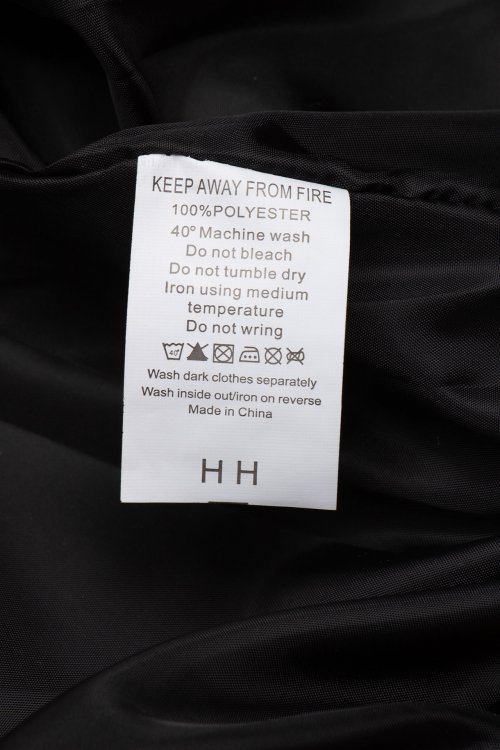 KEEP AWAY FROM FIRE
100%POLYESTER
40° Machine wash
Do not bleach
Do not tumble dry
Iron using medium
temperature
Do not wring
40°
Wash dark clothes separately
Wash inside out/iron on reverse
Made in China
H H